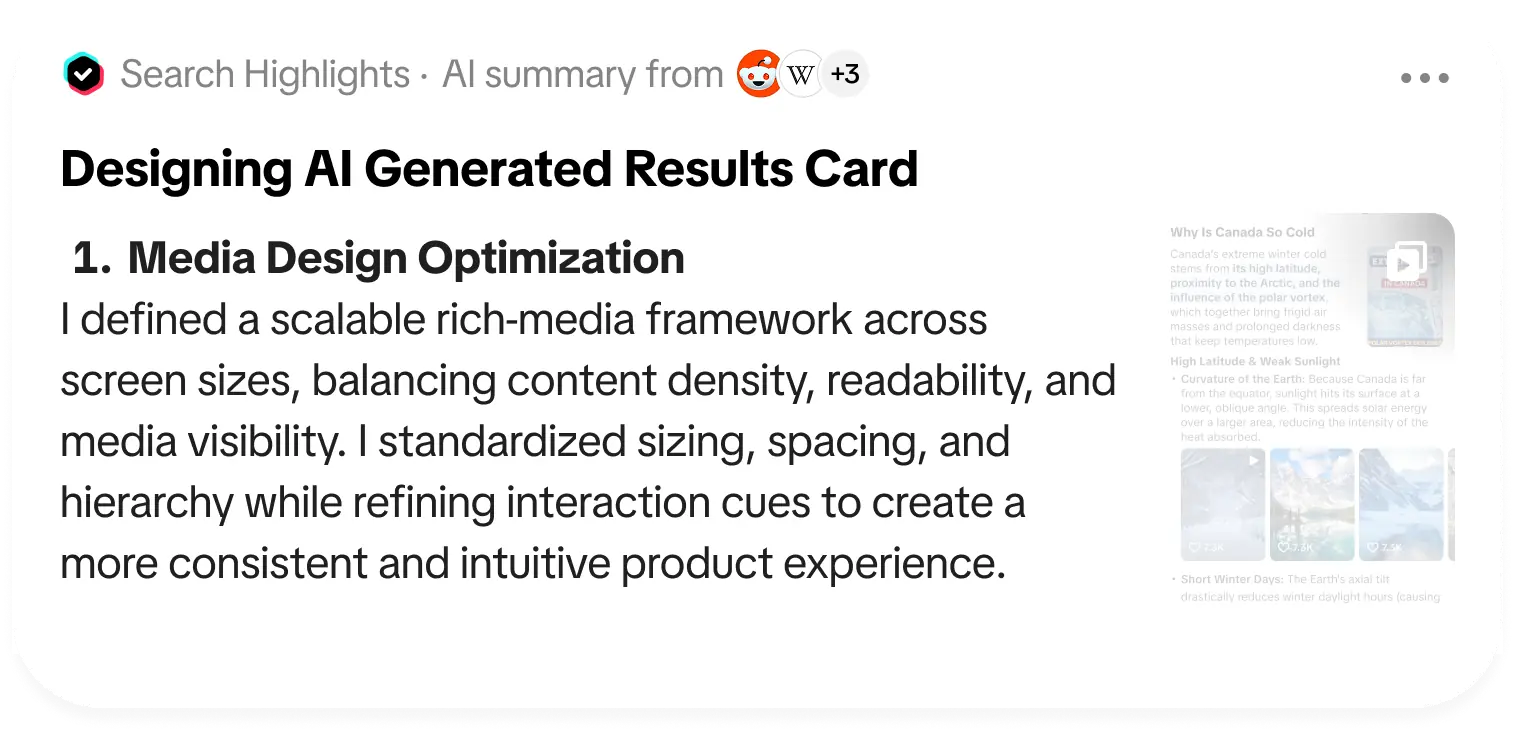 Search Highlights · AI summary from W +3
Designing AI Generated Results Card
1. Media Design Optimization
I defined a scalable rich-media framework across
screen sizes, balancing content density, readability, and
media visibility. I standardized sizing, spacing, and
hierarchy while refining interaction cues to create a
more consistent and intuitive product experience.
Why Is Canada So Cold
Canada's extreme winter cold
stems from its high latitude,
proximity to the Arctic, and the
influence of the polar vortex,
which together bring frigid air
masses and prolonged darkness
that keep temperatures low.
High Latitude & Weak Sunlight
• Curvature of the Earth: Because Canada is far
from the equator, sunlight hits its surface at a
lower, oblique angle. This spreads solar energy
over a larger area, reducing the intensity of the
heat absorbed.
7.3K 7.5K
• Short Winter Days: The Earth's axial tilt
drastically reduces winter daylight hours (causing